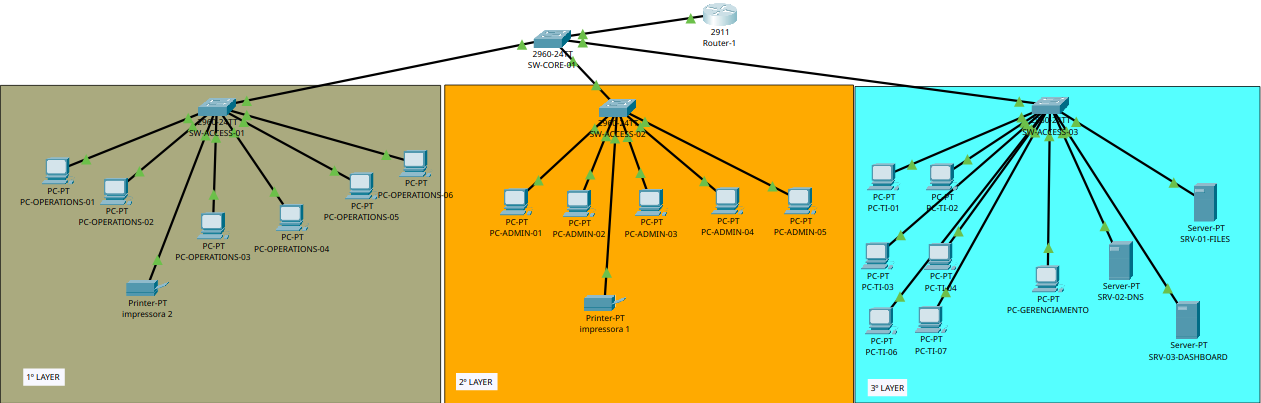 2911
Router-1
2960-24TT
SW-CORE-01
2960-24TT
SW-ACCESS-01
PC-PT
PC-OPERATIONS-01
PC-PT
PC-OPERATIONS-02
PC-PT
PC-OPERATIONS-03
PC-PT
PC-OPERATIONS-04
PC-PT
PC-OPERATIONS-05
PC-PT
PC-OPERATIONS-06
Printer-PT
impressora 2
1º LAYER
2960-24TT
SW-ACCESS-02
PC-PT
PC-ADMIN-01
PC-PT
PC-ADMIN-02
PC-PT
PC-ADMIN-03
PC-PT
PC-ADMIN-04
PC-PT
PC-ADMIN-05
Printer-PT
impressora 1
2º LAYER
2960-24TT
SW-ACCESS-03
PC-PT
PC-TI-01
PC-PT
PC-TI-02
PC-PT
PC-TI-03
PC-PT
PC-TI-04
PC-PT
PC-TI-06
PC-PT
PC-TI-07
PC-PT
PC-GERENCIAMENTO
Server-PT
SRV-01-FILES
Server-PT
SRV-02-DNS
Server-PT
SRV-03-DASHBOARD
3º LAYER